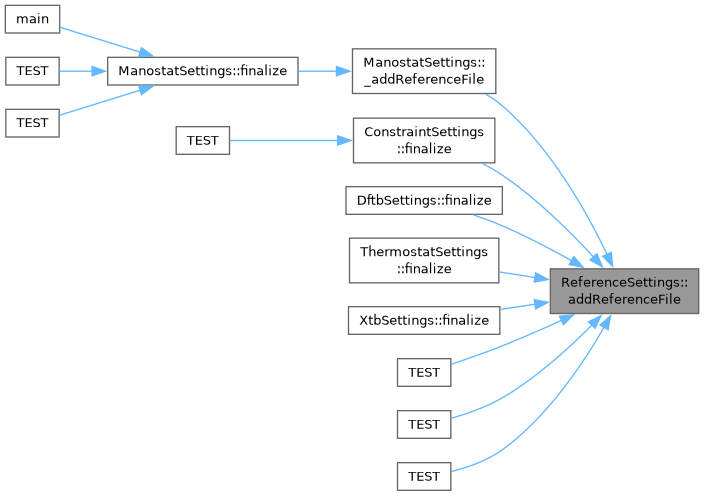 main
TEST
TEST
ManostatSettings::finalize
TEST
ManostatSettings::
_addReferenceFile
ConstraintSettings
::finalize
DftbSettings::finalize
ThermostatSettings
::finalize
XtbSettings::finalize
TEST
TEST
TEST
ReferenceSettings::
addReferenceFile